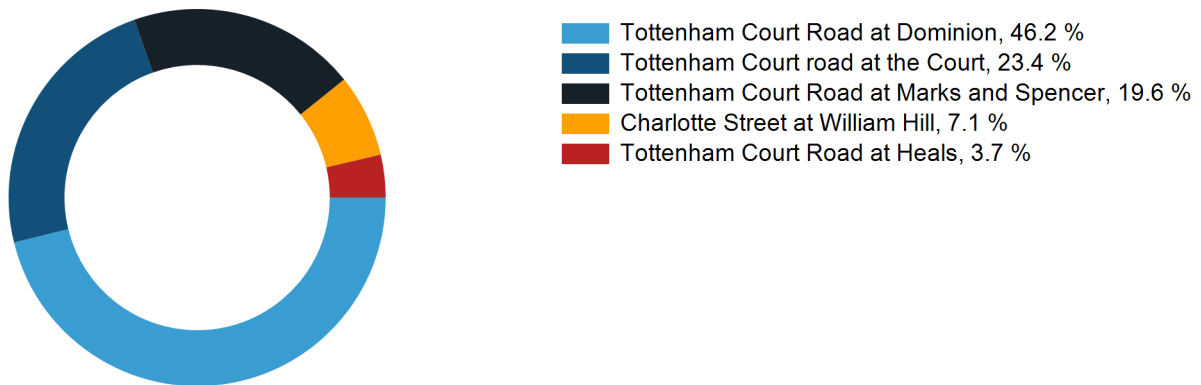 Tottenham Court Road at Dominion, 46.2 %
Tottenham Court road at the Court, 23.4 %
Tottenham Court Road at Marks and Spencer, 19.6 %
Charlotte Street at William Hill, 7.1 %
Tottenham Court Road at Heals, 3.7 %